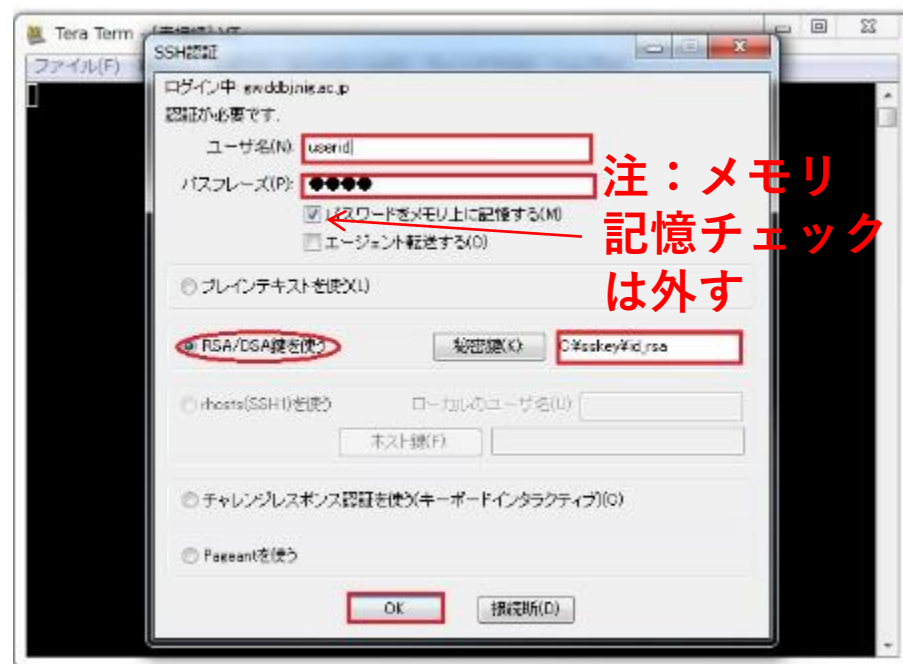 Tera Term - [未接続] VT
SSH認証
ファイル(F)
ログイン中: gw.ddbj.nig.ac.jp
認証が必要です.
ユーザ名(N): userid
パスフレーズ(P): ●●●●
パスワードをメモリ上に記憶する(M)
エージェント転送する(O)
注：メモリ
記憶チェック
は外す
プレインテキストを使う(L)
RSA/DSA鍵を使う 秘密鍵(K): C:¥sskey¥id_rsa
rhosts(SSH1)を使う ローカルのユーザ名(U):
ホスト鍵(F):
チャレンジレスポンス認証を使う(キーボードインタラクティブ)(C)
Pageantを使う
OK 接続断(D)